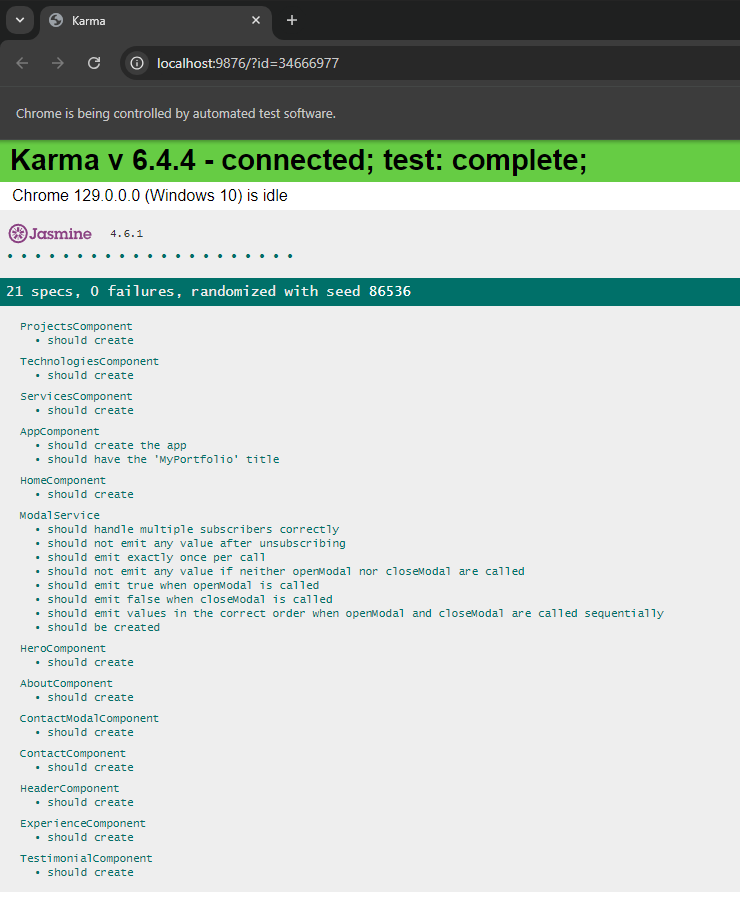 Karma
localhost:9876/?id=34666977
Chrome is being controlled by automated test software.
Karma v 6.4.4 - connected; test: complete;
Chrome 129.0.0.0 (Windows 10) is idle
Jasmine 4.6.1
• • • • • • • • • • • • • • • • • • • • •
21 specs, 0 failures, randomized with seed 86536
ProjectsComponent
• should create
TechnologiesComponent
• should create
ServicesComponent
• should create
AppComponent
• should create the app
• should have the 'MyPortfolio' title
HomeComponent
• should create
ModalService
• should handle multiple subscribers correctly
• should not emit any value after unsubscribing
• should emit exactly once per call
• should not emit any value if neither openModal nor closeModal are called
• should emit true when openModal is called
• should emit false when closeModal is called
• should emit values in the correct order when openModal and closeModal are called sequentially
• should be created
HeroComponent
• should create
AboutComponent
• should create
ContactModalComponent
• should create
ContactComponent
• should create
HeaderComponent
• should create
ExperienceComponent
• should create
TestimonialComponent
• should create